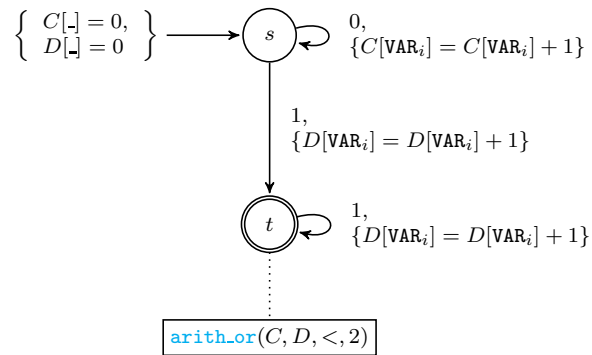 { C[_] = 0,
D[_] = 0 }
s
0,
{C[VAR_i] = C[VAR_i] + 1}
1,
{D[VAR_i] = D[VAR_i] + 1}
t
1,
{D[VAR_i] = D[VAR_i] + 1}
arith_or(C, D, <, 2)